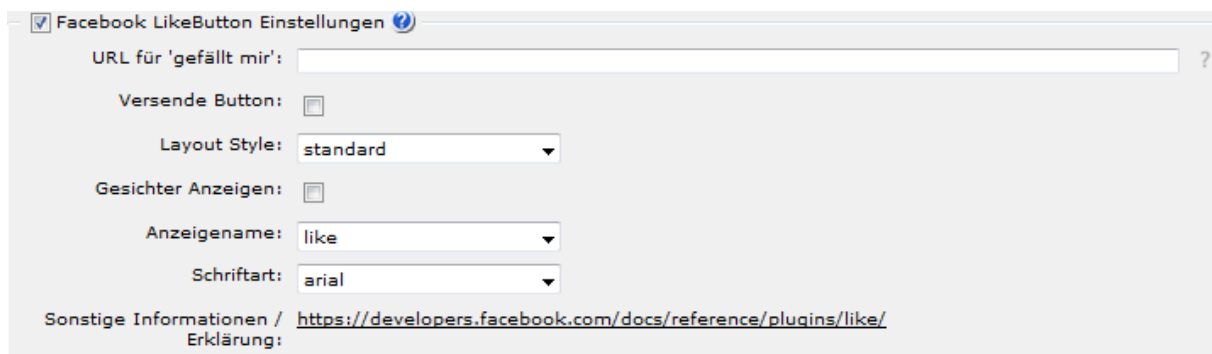 Facebook LikeButton Einstellungen ?
URL für 'gefällt mir': ?
Versende Button:
Layout Style: standard
Gesichter Anzeigen:
Anzeigename: like
Schriftart: arial
Sonstige Informationen / https://developers.facebook.com/docs/reference/plugins/like/
Erklärung: